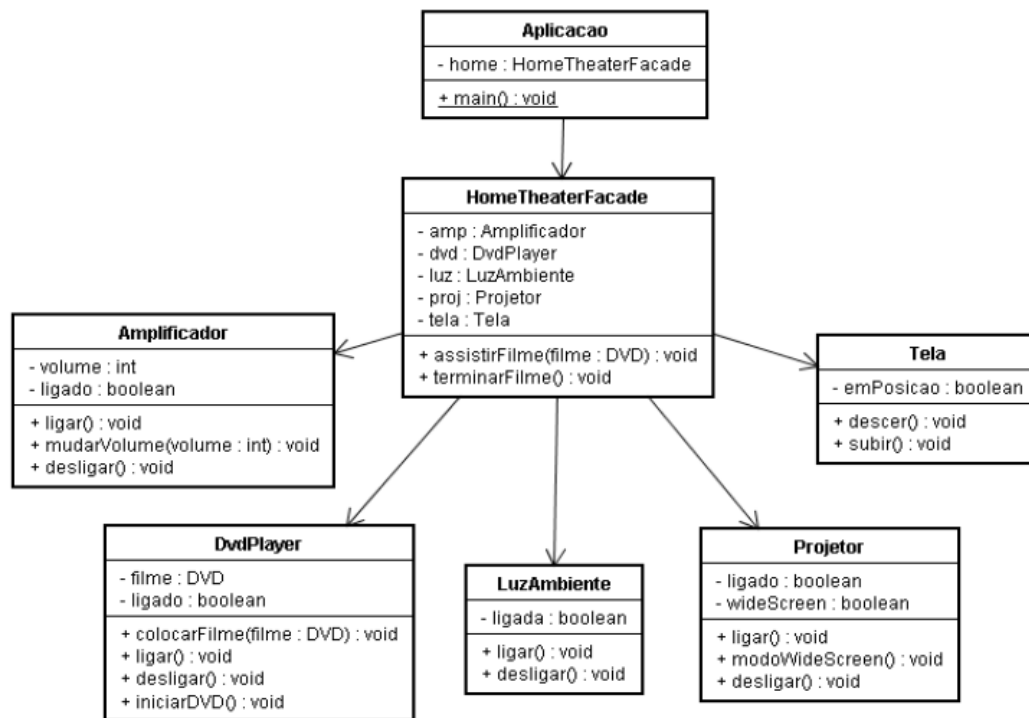 Aplicacao
- home : HomeTheaterFacade
+ main() : void
HomeTheaterFacade
- amp : Amplificador
- dvd : DvdPlayer
- luz : LuzAmbiente
- proj : Projetor
- tela : Tela
+ assistirFilme(filme : DVD) : void
+ terminarFilme() : void
Amplificador
- volume : int
- ligado : boolean
+ ligar() : void
+ mudarVolume(volume : int) : void
+ desligar() : void
Tela
- emPosicao : boolean
+ descer() : void
+ subir() : void
DvdPlayer
- filme : DVD
- ligado : boolean
+ colocarFilme(filme : DVD) : void
+ ligar() : void
+ desligar() : void
+ iniciarDVD() : void
LuzAmbiente
- ligada : boolean
+ ligar() : void
+ desligar() : void
Projetor
- ligado : boolean
- wideScreen : boolean
+ ligar() : void
+ modoWideScreen() : void
+ desligar() : void